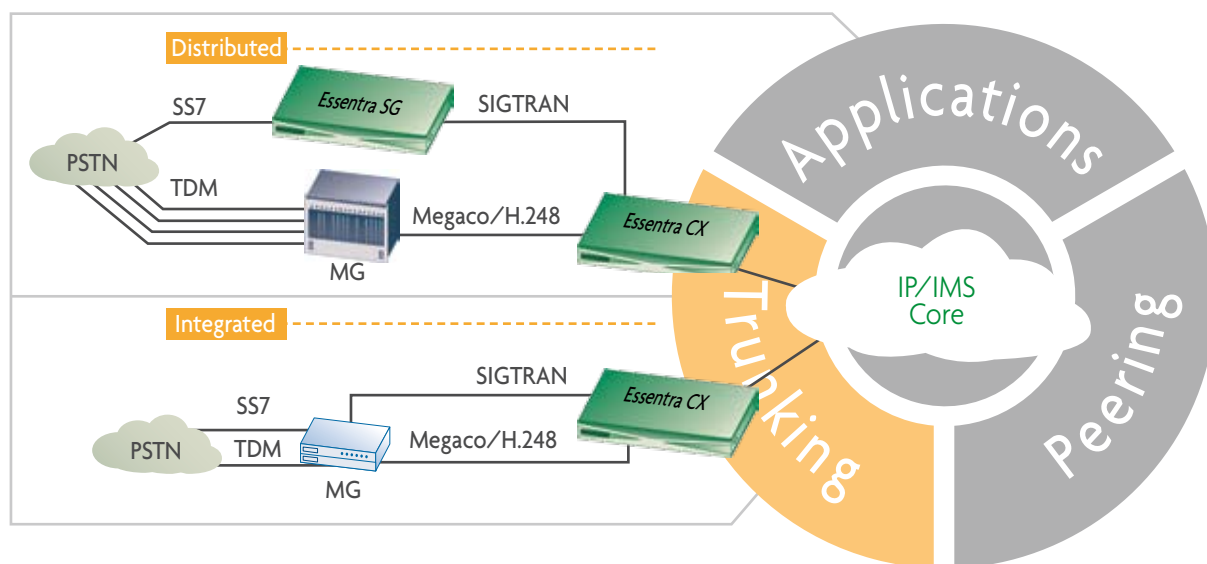 Distributed
SS7
Essentra SG
SIGTRAN
PSTN
TDM
Megaco/H.248
Essentra CX
MG
Integrated
SIGTRAN
Essentra CX
SS7
PSTN
TDM
Megaco/H.248
MG
Applications
Trunking
Peering
IP/IMS
Core